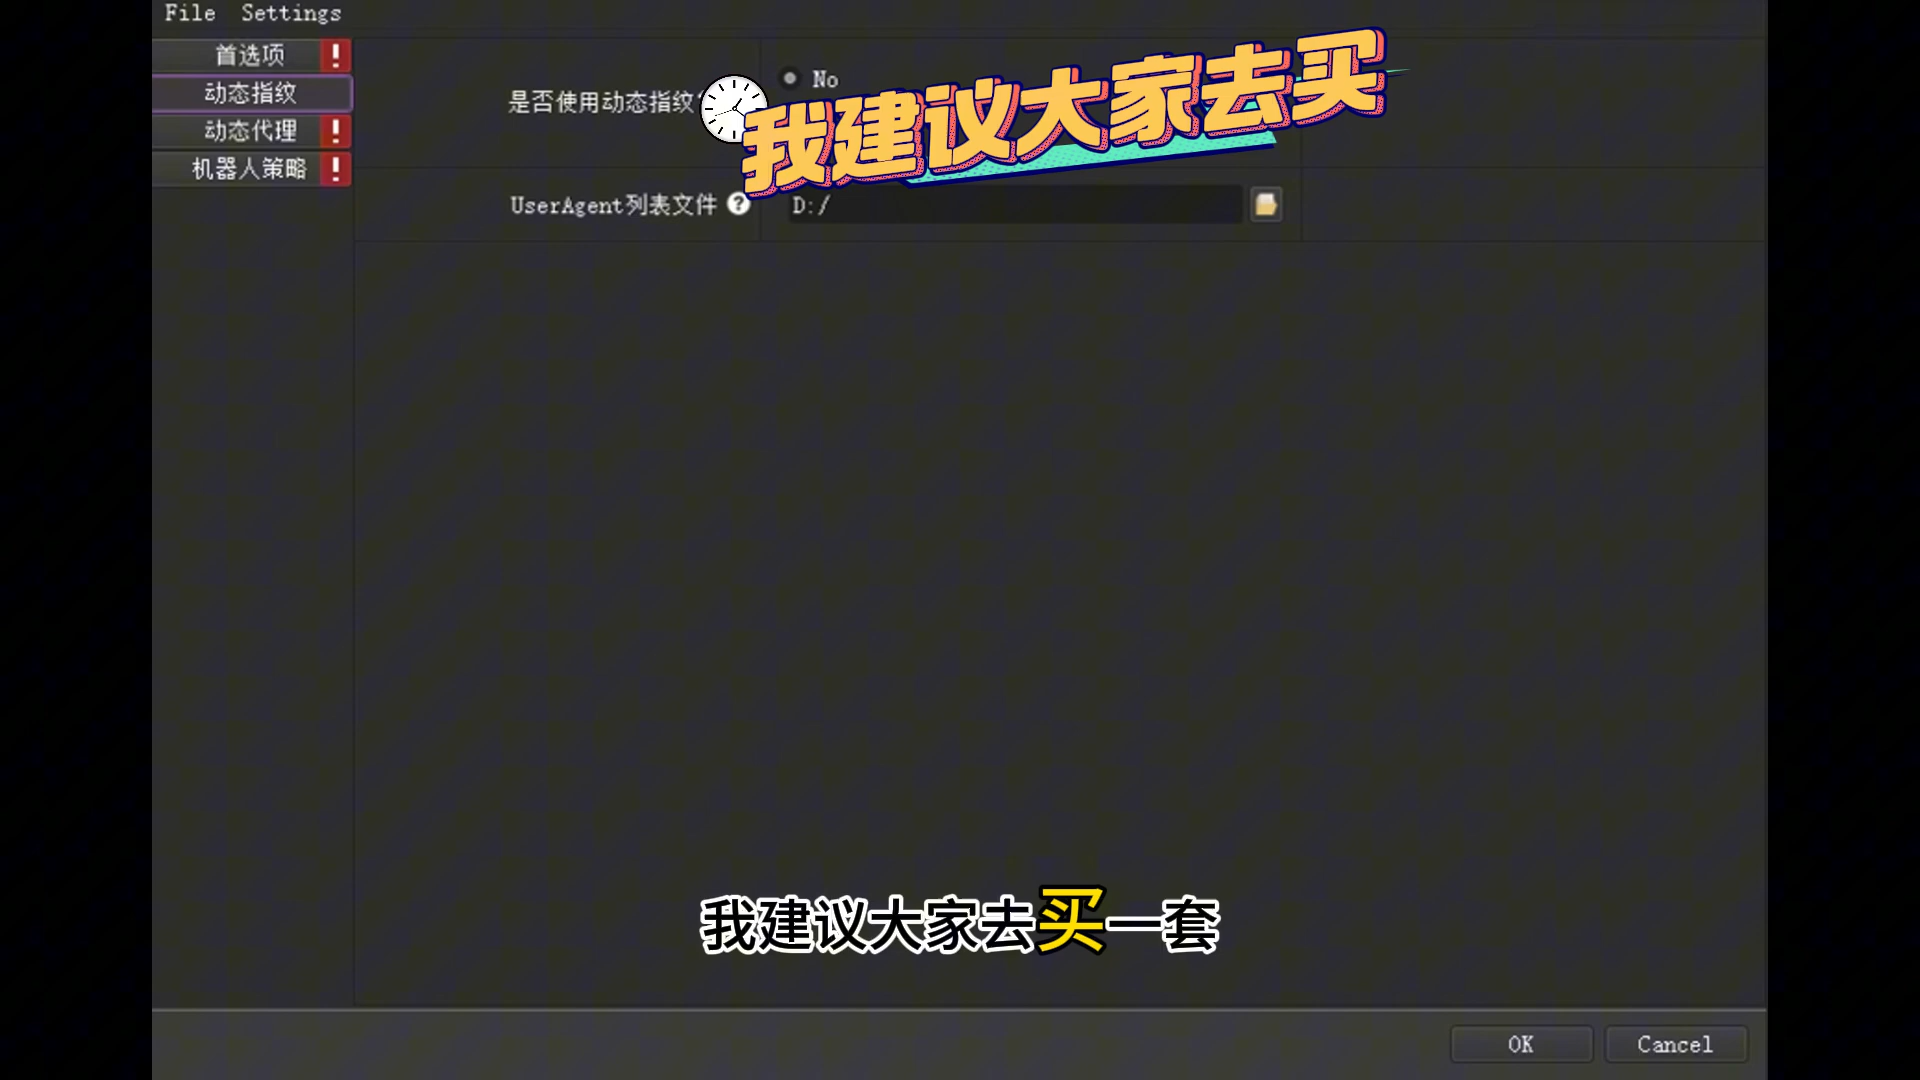 File Settings
首选项
动态指纹
动态代理
机器人策略
是否使用动态指纹?
No
我建议大家去买
UserAgent列表文件
D:/
我建议大家去买一套
OK
Cancel